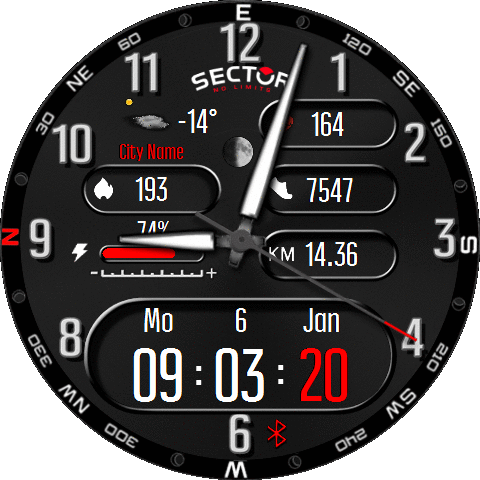 E
60 120
12
11 1
SECTOR
NO LIMITS
NE SE
-14° 164
30 150
10 2
City Name
193 7547
N 9 74% 3 S
KM 14.36
- +
8 Mo 6 Jan 4
09:03:20
330 210
NW SW
6
300 240
W